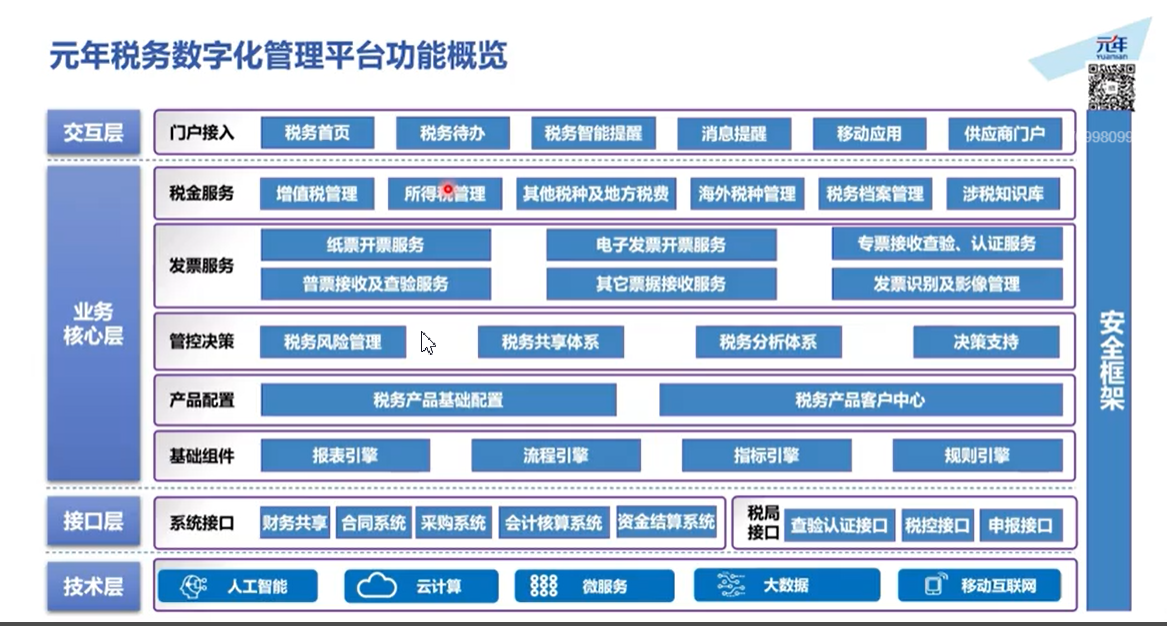 元年税务数字化管理平台功能概览
元年
YUANIAN
交互层
门户接入
税务首页
税务待办
税务智能提醒
消息提醒
移动应用
供应商门户
998099
业务
核心层
税金服务
增值税管理
所得税管理
其他税种及地方税费
海外税种管理
税务档案管理
涉税知识库
发票服务
纸票开票服务
电子发票开票服务
专票接收查验、认证服务
普票接收及查验服务
其它票据接收服务
发票识别及影像管理
管控决策
税务风险管理
税务共享体系
税务分析体系
决策支持
产品配置
税务产品基础配置
税务产品客户中心
基础组件
报表引擎
流程引擎
指标引擎
规则引擎
接口层
系统接口
财务共享
合同系统
采购系统
会计核算系统
资金结算系统
税局
接口
查验认证接口
税控接口
申报接口
技术层
人工智能
云计算
微服务
大数据
移动互联网
安全框架